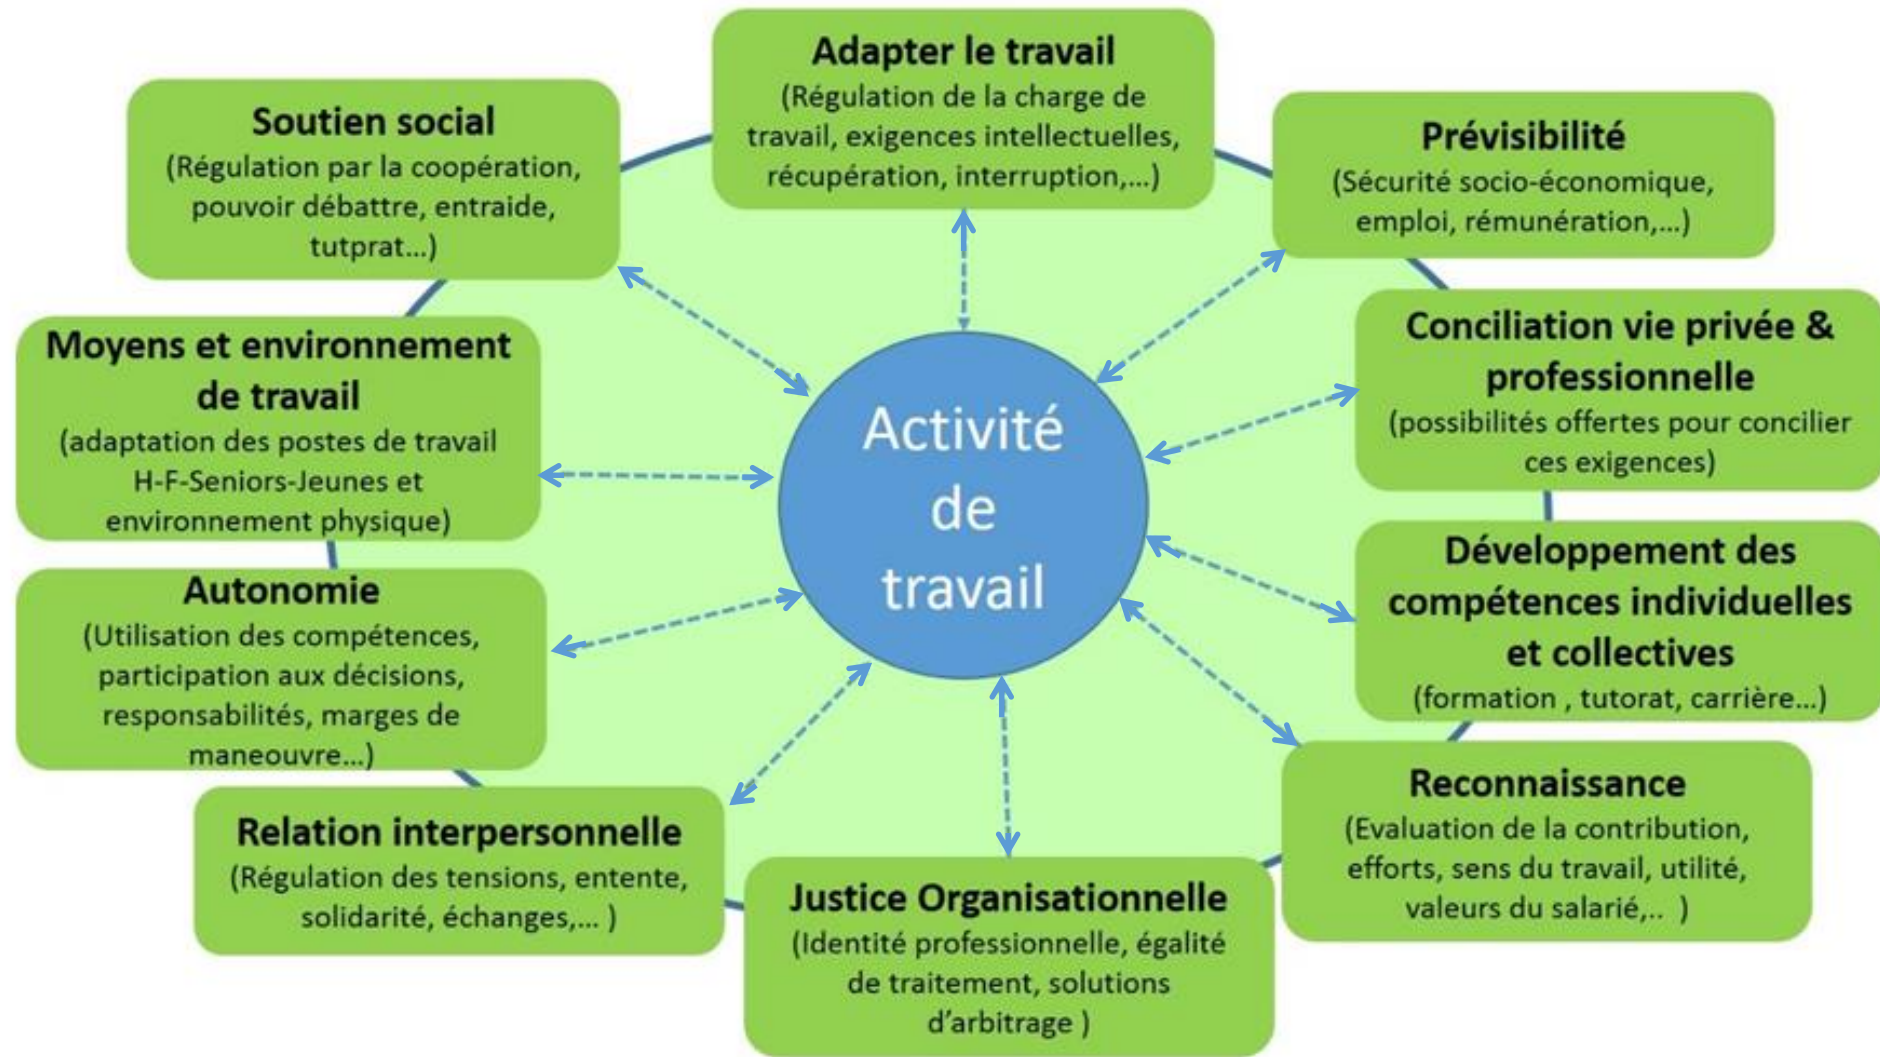 Adapter le travail
(Régulation de la charge de
travail, exigences intellectuelles,
récupération, interruption,...)
Soutien social
(Régulation par la coopération,
pouvoir débattre, entraide,
tutprat...)
Prévisibilité
(Sécurité socio-économique,
emploi, rémunération,...)
Moyens et environnement
de travail
(adaptation des postes de travail
H-F-Seniors-Jeunes et
environnement physique)
Conciliation vie privée &
professionnelle
(possibilités offertes pour concilier
ces exigences)
Activité
de
travail
Autonomie
(Utilisation des compétences,
participation aux décisions,
responsabilités, marges de
maneouvre...)
Développement des
compétences individuelles
et collectives
(formation , tutorat, carrière...)
Relation interpersonnelle
(Régulation des tensions, entente,
solidarité, échanges,... )
Reconnaissance
(Evaluation de la contribution,
efforts, sens du travail, utilité,
valeurs du salarié,.. )
Justice Organisationnelle
(Identité professionnelle, égalité
de traitement, solutions
d'arbitrage )